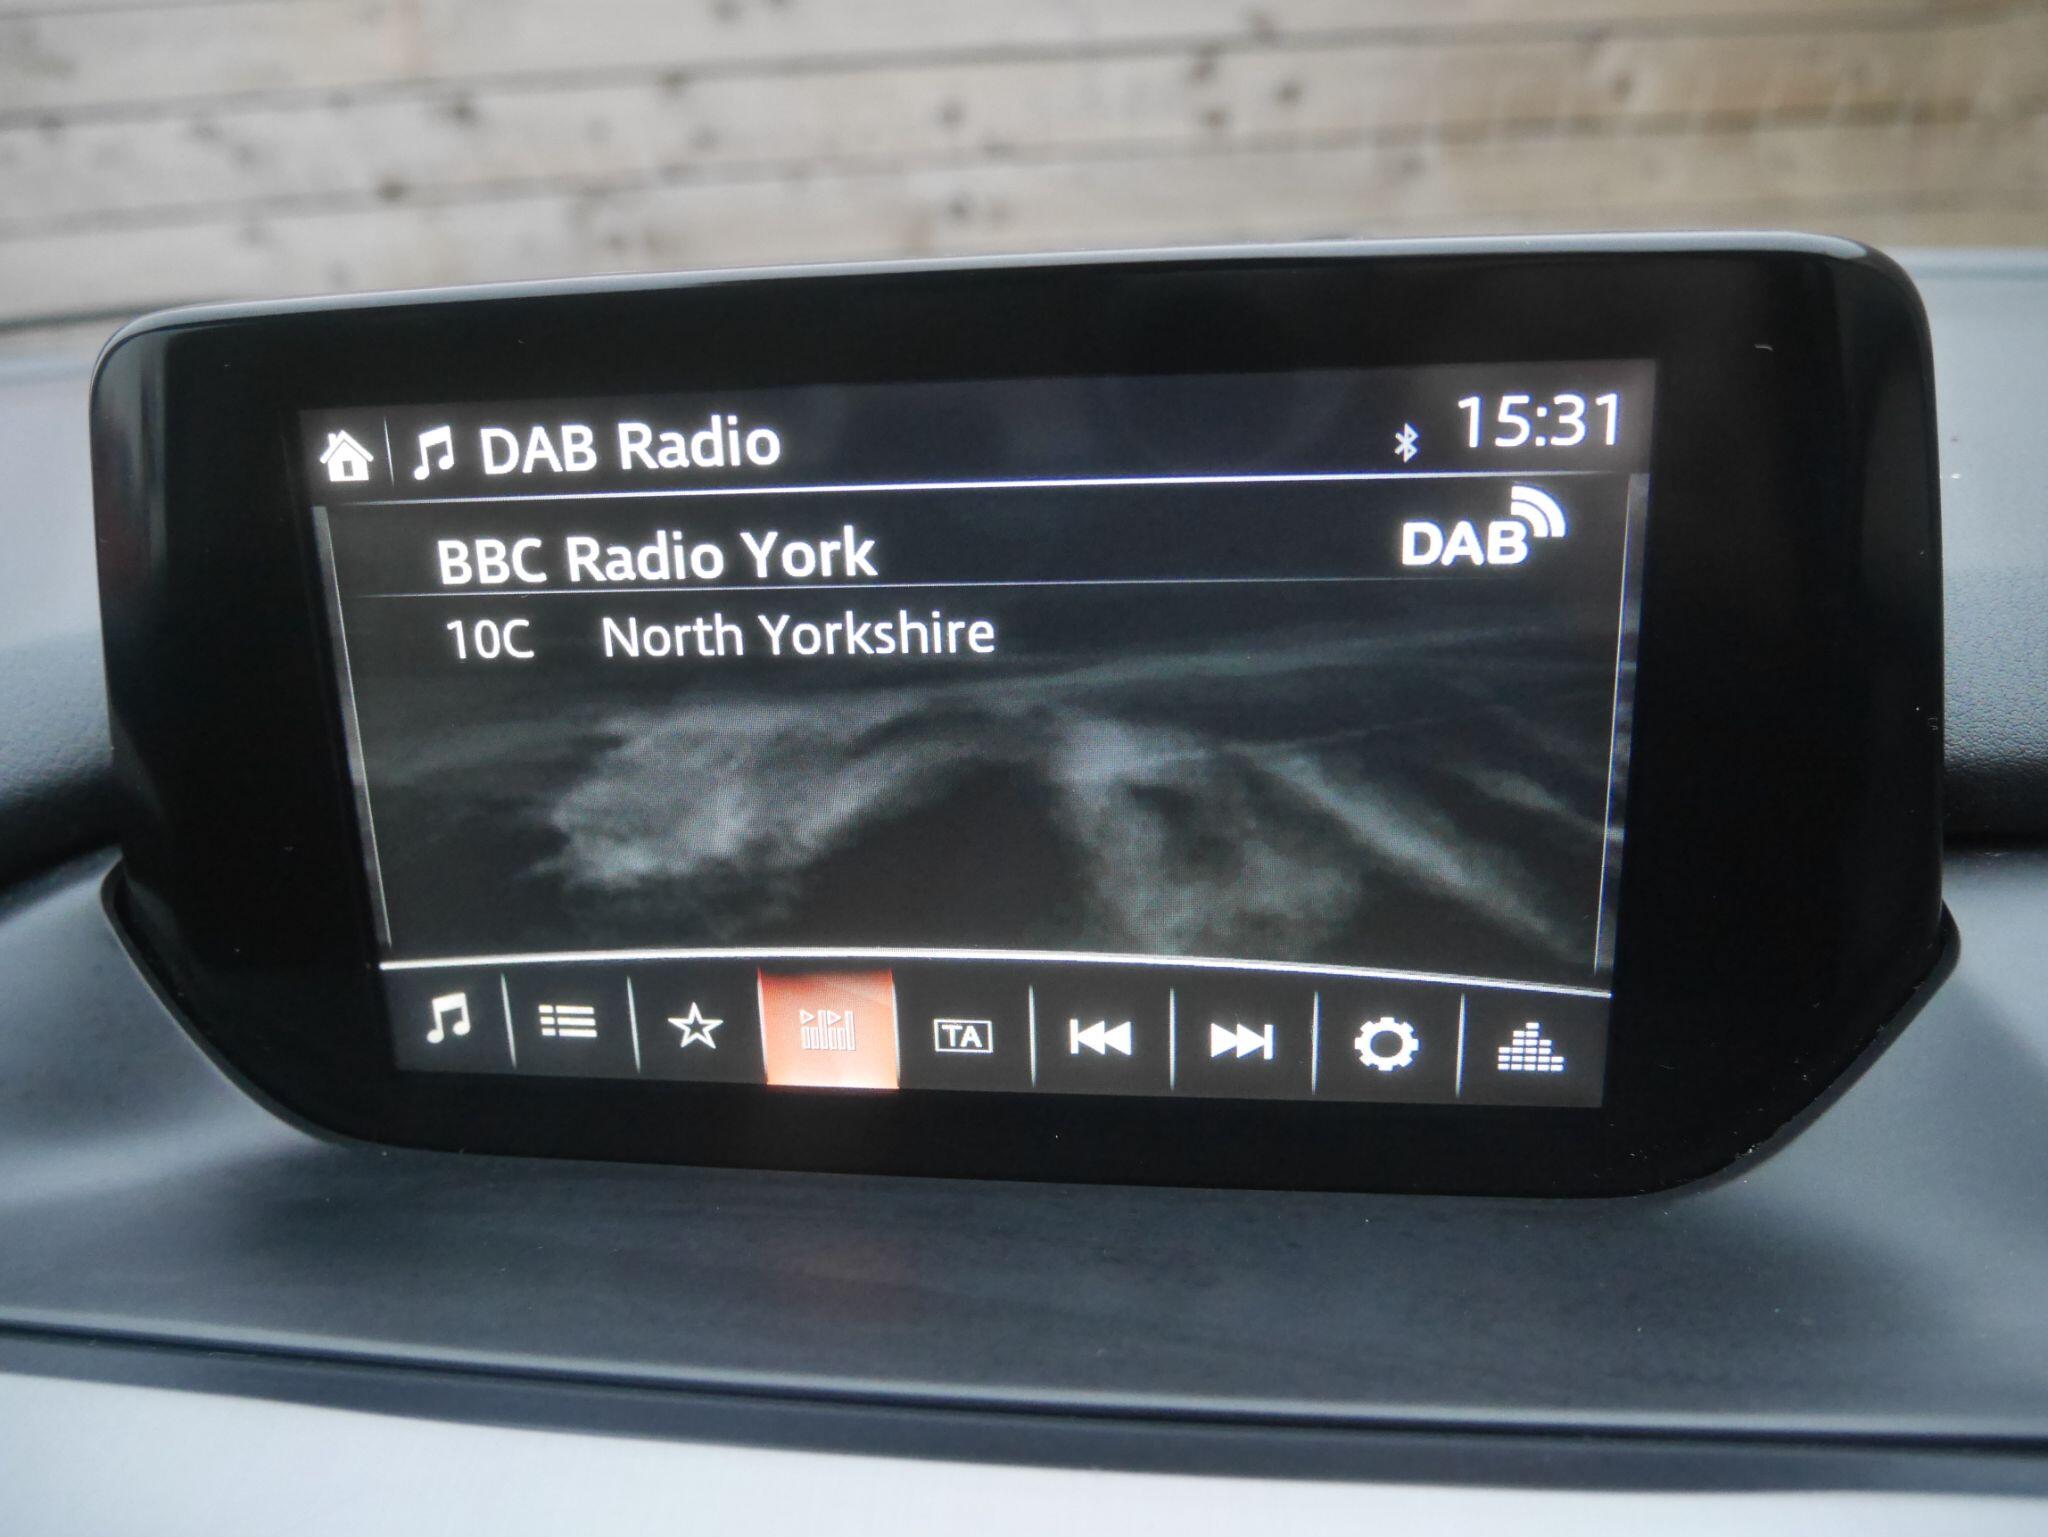 DAB Radio 15:31
BBC Radio York DAB
10C North Yorkshire
TA